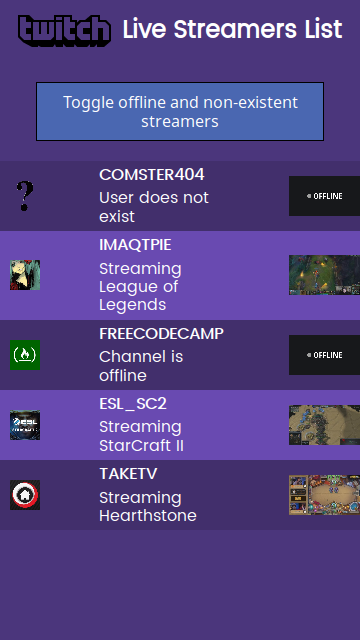 twitch Live Streamers List
Toggle offline and non-existent
streamers
COMSTER404
User does not
exist
OFFLINE
IMAQTPIE
Streaming
League of
Legends
FREECODECAMP
Channel is
offline
OFFLINE
ESL_SC2
Streaming
StarCraft II
ESL
TAKETV
Streaming
Hearthstone